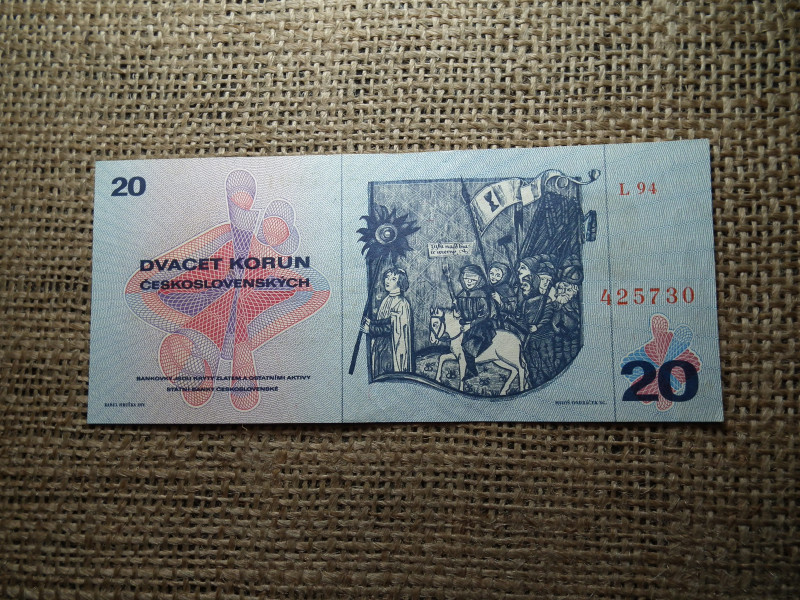 20
DVACET KORUN
ČESKOSLOVENSKÝCH
BANKOVKY JSOU KRYTY ZLATEM A OSTATNÍMI AKTIVY
STÁTNÍ BANKY ČESKOSLOVENSKÉ
L 94
425730
20